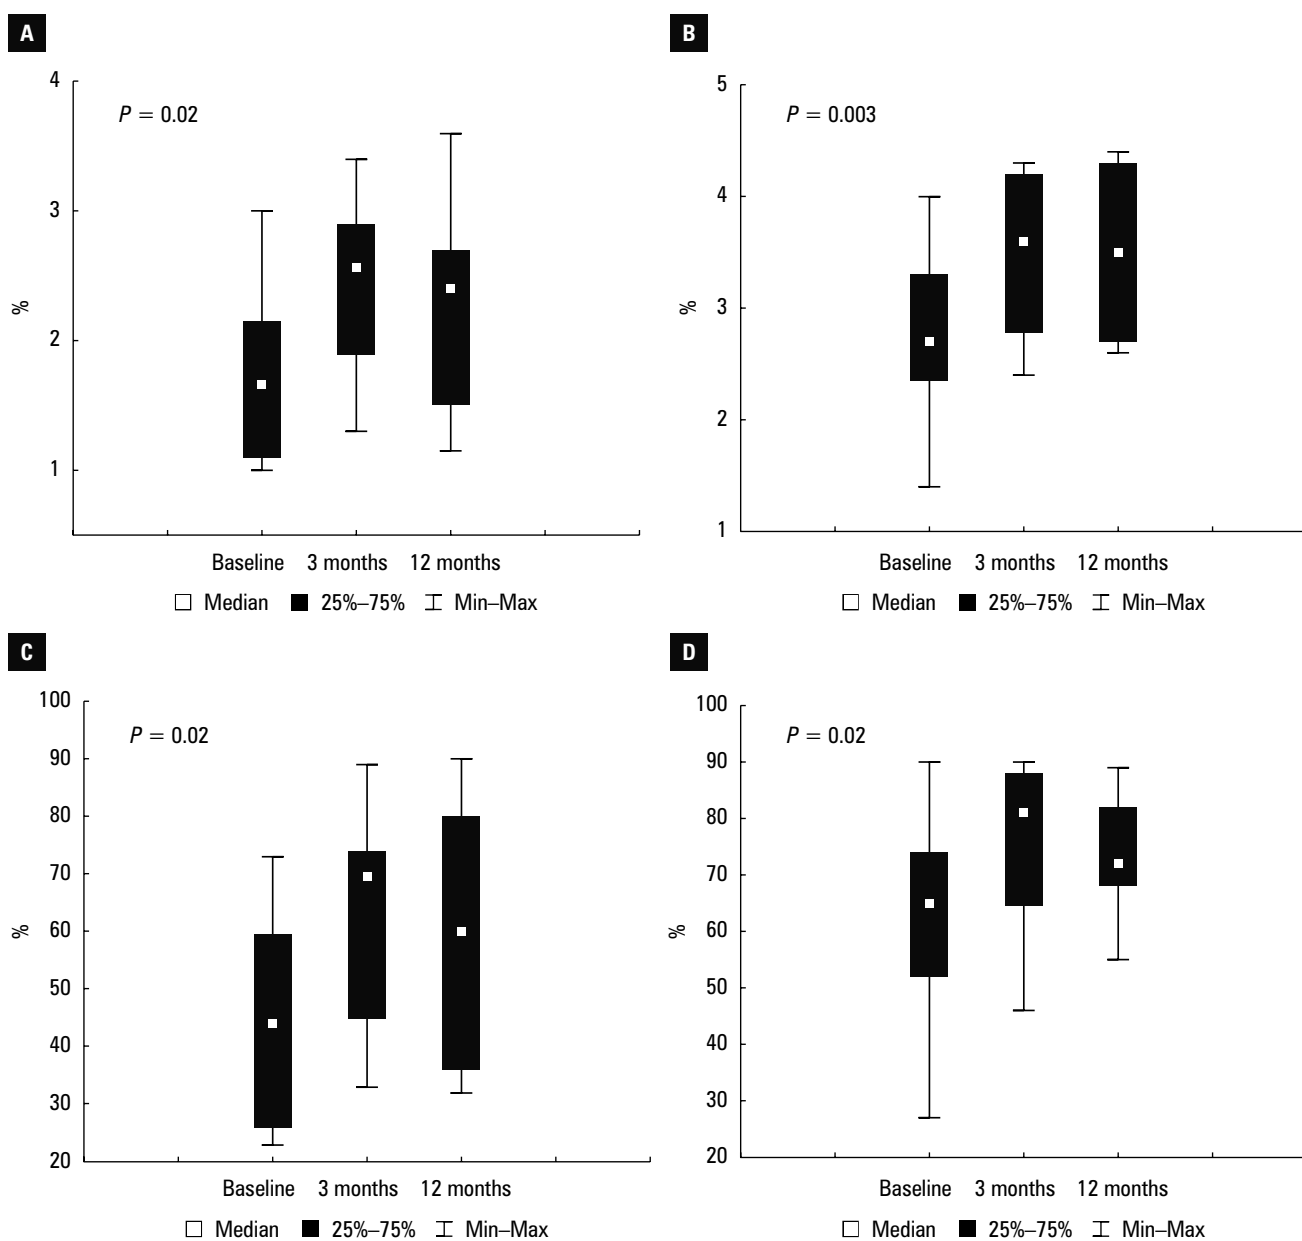 A
P = 0.02
4
3
2
1
%
Baseline 3 months 12 months
Median 25%–75% Min–Max
B
P = 0.003
5
4
3
2
1
%
Baseline 3 months 12 months
Median 25%–75% Min–Max
C
P = 0.02
100
90
80
70
60
50
40
30
20
%
Baseline 3 months 12 months
Median 25%–75% Min–Max
D
P = 0.02
100
90
80
70
60
50
40
30
20
%
Baseline 3 months 12 months
Median 25%–75% Min–Max